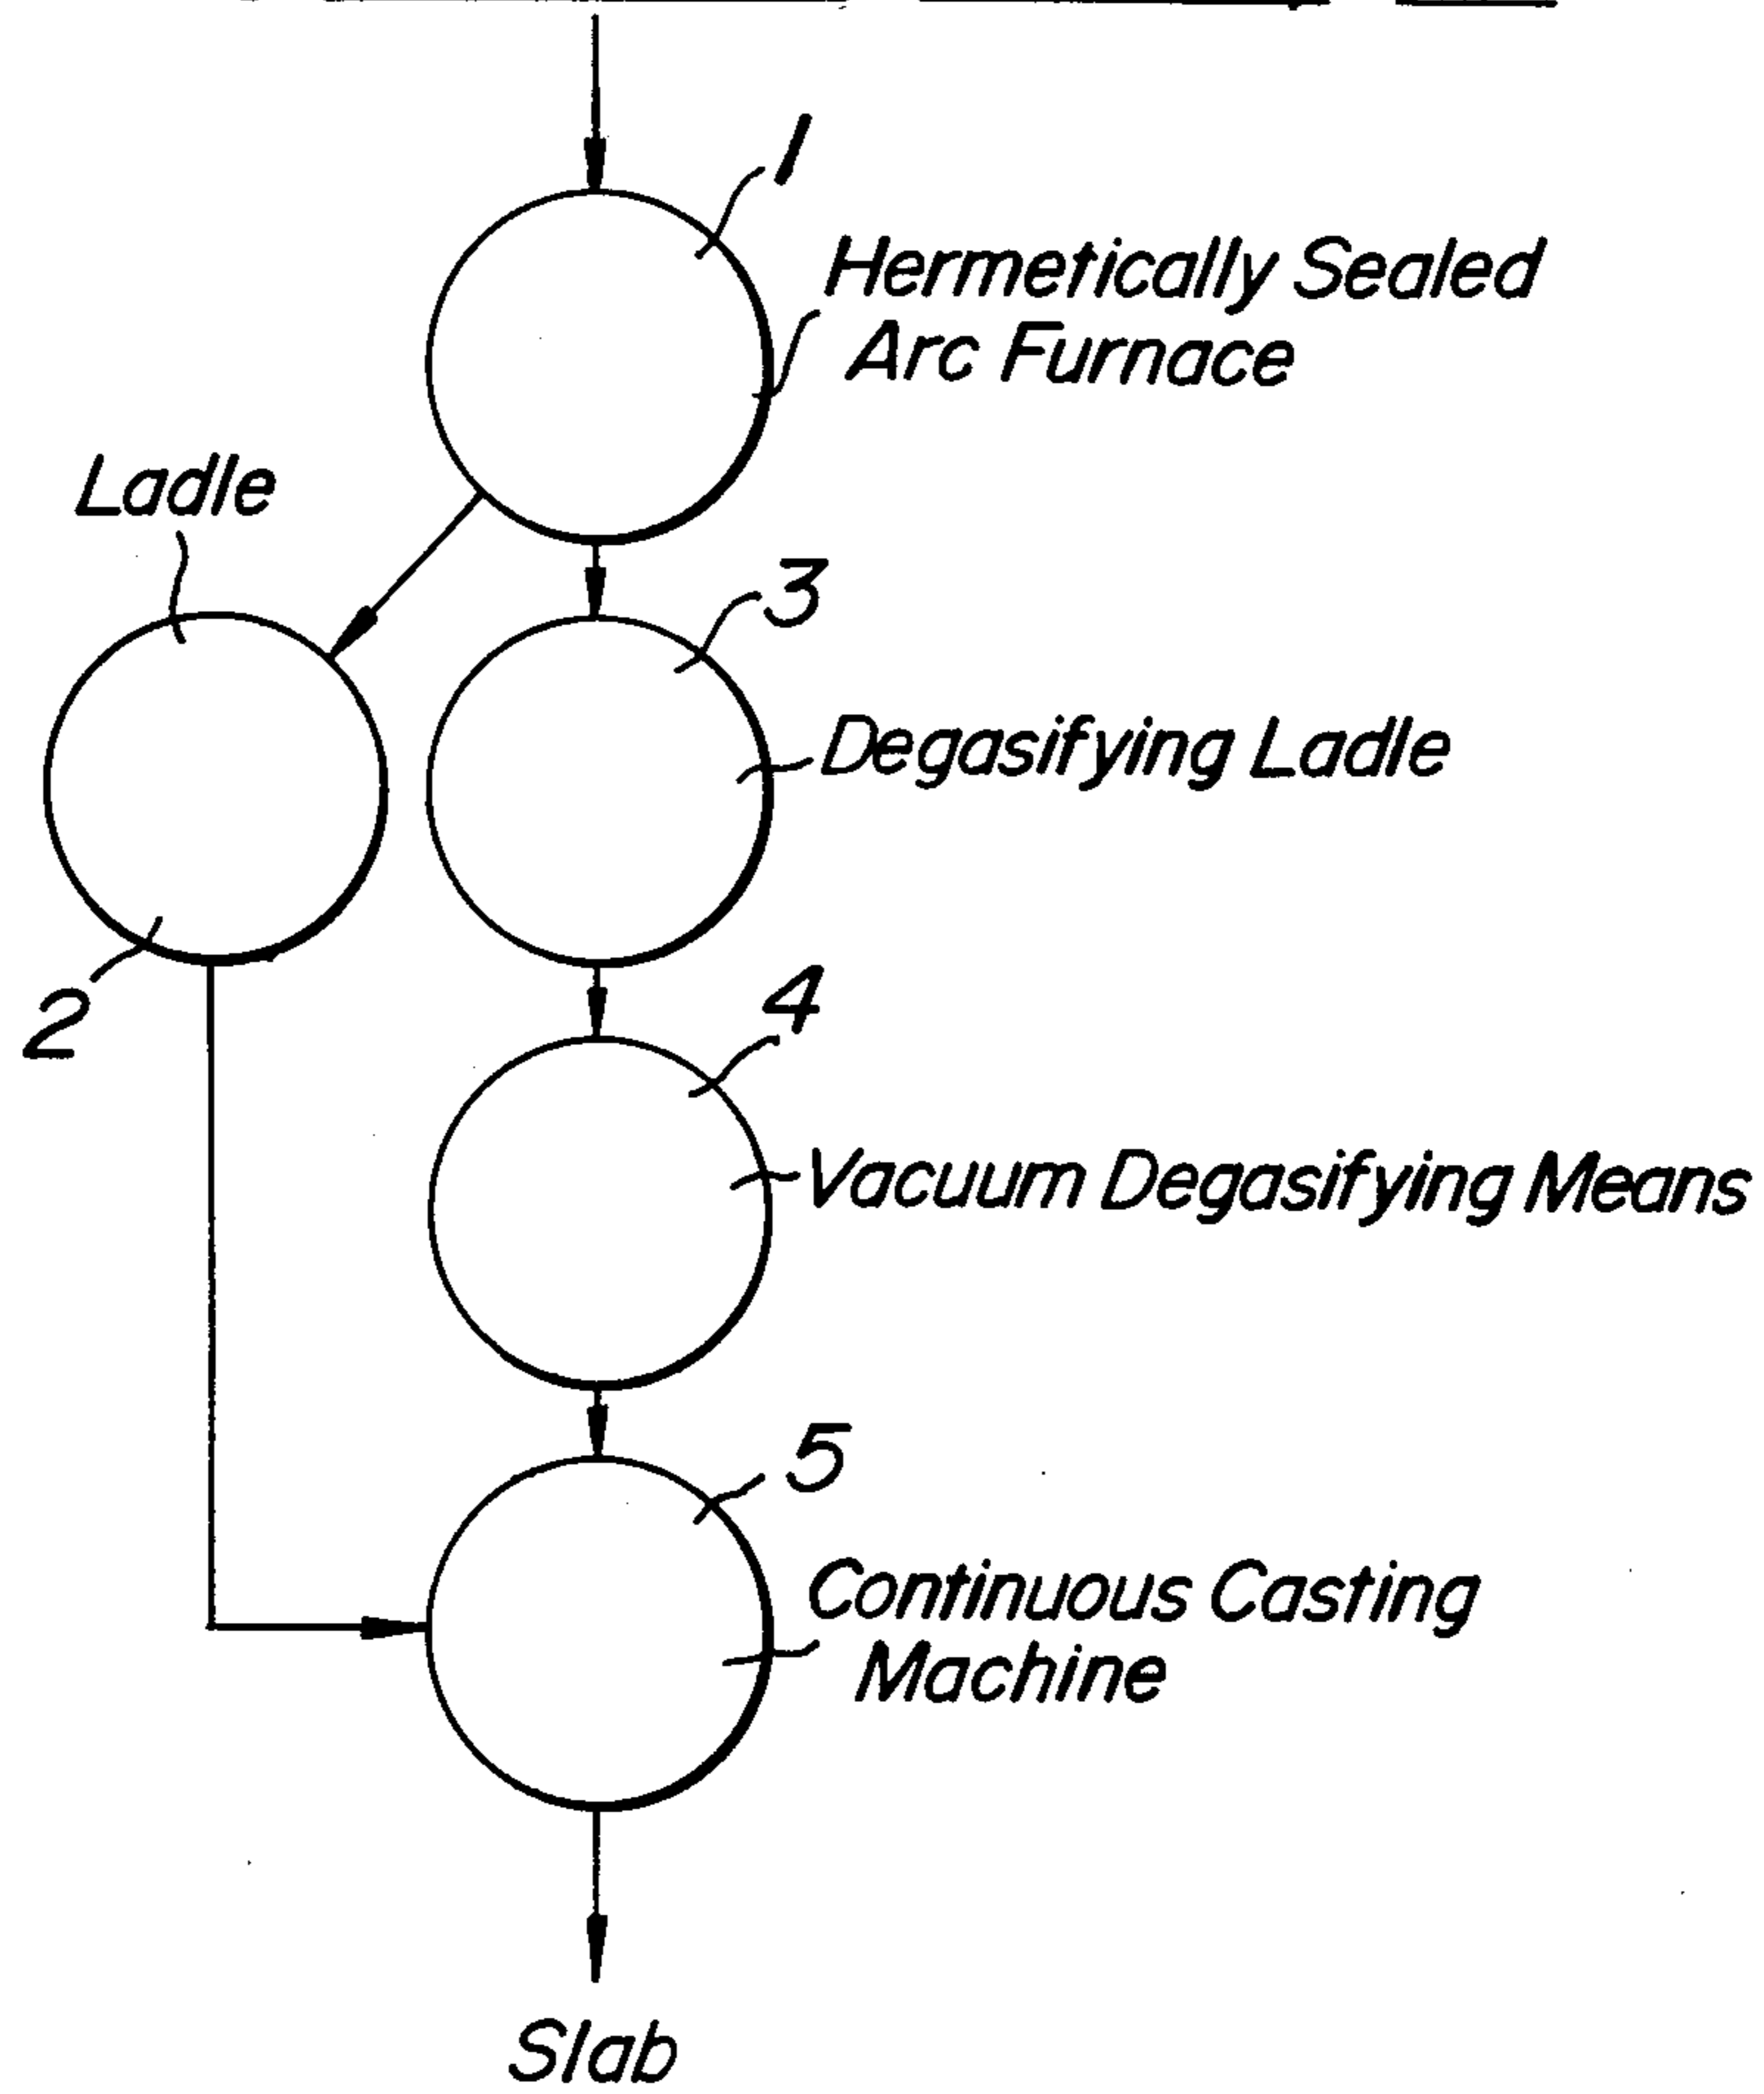 1
Hermetically Sealed
Arc Furnace
Ladle
3
Degasifying Ladle
2
4
Vacuum Degasifying Means
5
Continuous Casting
Machine
Slab